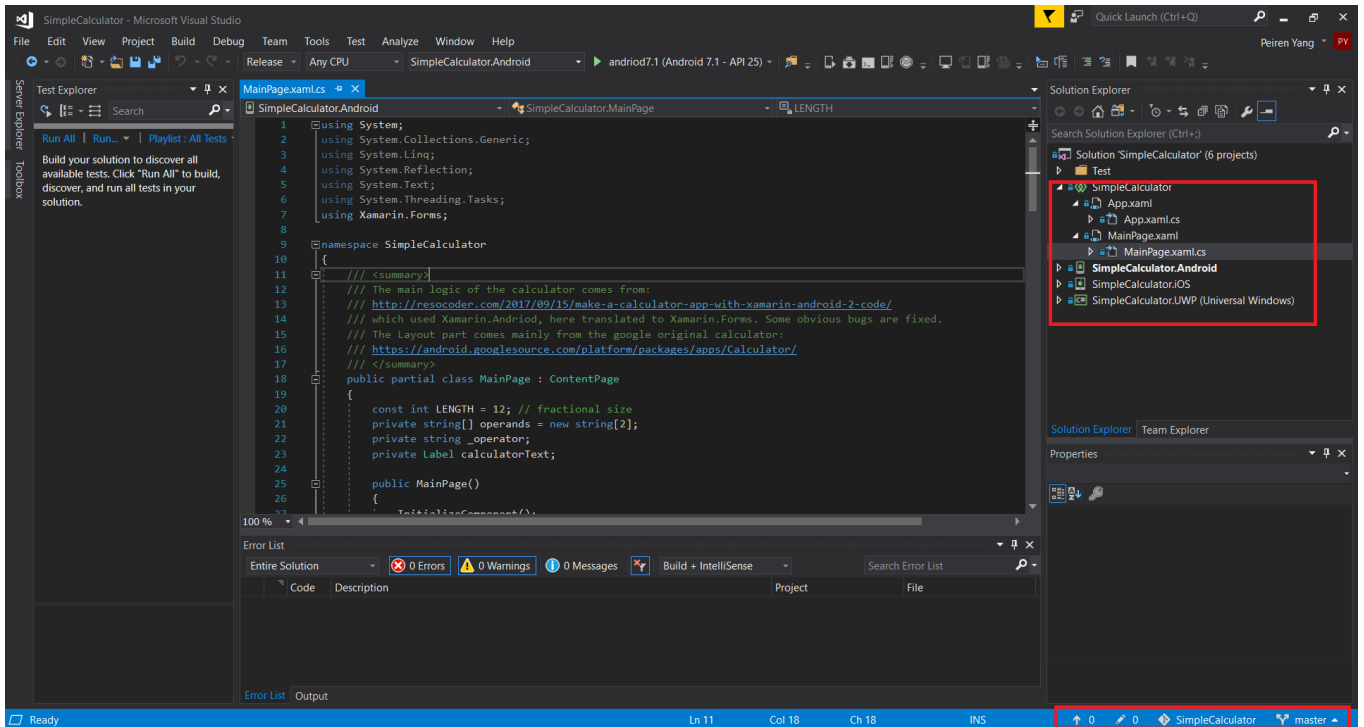 SimpleCalculator - Microsoft Visual Studio
Quick Launch (Ctrl+Q)
File Edit View Project Build Debug Team Tools Test Analyze Window Help
Peiren Yang PY
Release Any CPU SimpleCalculator.Android andriod7.1 (Android 7.1 - API 25)
Server Explorer
Toolbox
Test Explorer
Search
Run All | Run... | Playlist : All Tests
Build your solution to discover all
available tests. Click "Run All" to build,
discover, and run all tests in your
solution.
MainPage.xaml.cs
SimpleCalculator.Android SimpleCalculator.MainPage LENGTH
1 using System;
2 using System.Collections.Generic;
3 using System.Linq;
4 using System.Reflection;
5 using System.Text;
6 using System.Threading.Tasks;
7 using Xamarin.Forms;
8
9 namespace SimpleCalculator
10 {
11 /// <summary>
12 /// The main logic of the calculator comes from:
13 /// http://resocoder.com/2017/09/15/make-a-calculator-app-with-xamarin-android-2-code/
14 /// which used Xamarin.Andriod, here translated to Xamarin.Forms. Some obvious bugs are fixed.
15 /// The Layout part comes mainly from the google original calculator:
16 /// https://android.googlesource.com/platform/packages/apps/Calculator/
17 /// </summary>
18 public partial class MainPage : ContentPage
19 {
20 const int LENGTH = 12; // fractional size
21 private string[] operands = new string[2];
22 private string _operator;
23 private Label calculatorText;
24
25 public MainPage()
26 {
27 InitializeComponent();
100 %
Error List
Entire Solution 0 Errors 0 Warnings 0 Messages Build + IntelliSense Search Error List
Code Description Project File
Error List Output
Solution Explorer
Search Solution Explorer (Ctrl+;)
Solution 'SimpleCalculator' (6 projects)
Test
SimpleCalculator
App.xaml
App.xaml.cs
MainPage.xaml
MainPage.xaml.cs
SimpleCalculator.Android
SimpleCalculator.iOS
SimpleCalculator.UWP (Universal Windows)
Solution Explorer Team Explorer
Properties
Ready Ln 11 Col 18 Ch 18 INS 0 0 SimpleCalculator master